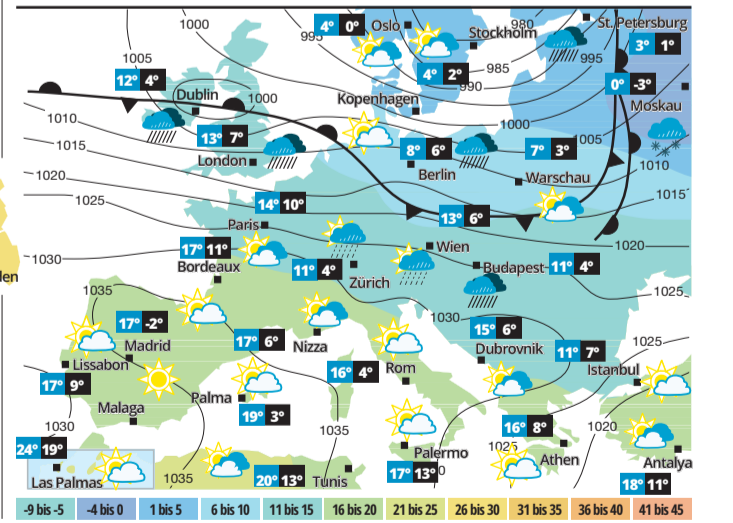 1000
995
4° 0°
Oslo
980
St. Petersburg
Stockholm
3° 1°
1005
995
12° 4°
4° 2°
985
990
0° -3°
Dublin
1000
Kopenhagen
Moskau
1010
1000
13° 7°
1005
1015
London
8° 6°
7° 3°
1010
1020
Berlin
Warschau
1015
1025
14° 10°
13° 6°
Paris
1030
17° 11°
Wien
1020
den
Bordeaux
11° 4°
Zürich
Budapest
11° 4°
1035
1025
1030
17° -2°
15° 6°
Madrid
17° 6°
Nizza
Dubrovnik
1025
Lissabon
16° 4°
Rom
11° 7°
Istanbul
17° 9°
Palma
Malaga
19° 3°
1030
1035
16° 8°
1020
24° 19°
Palermo
1025
Athen
Antalya
Las Palmas
1035
20° 13°
Tunis
17° 13°
18° 11°
-9 bis -5 -4 bis 0 1 bis 5 6 bis 10 11 bis 15 16 bis 20 21 bis 25 26 bis 30 31 bis 35 36 bis 40 41 bis 45